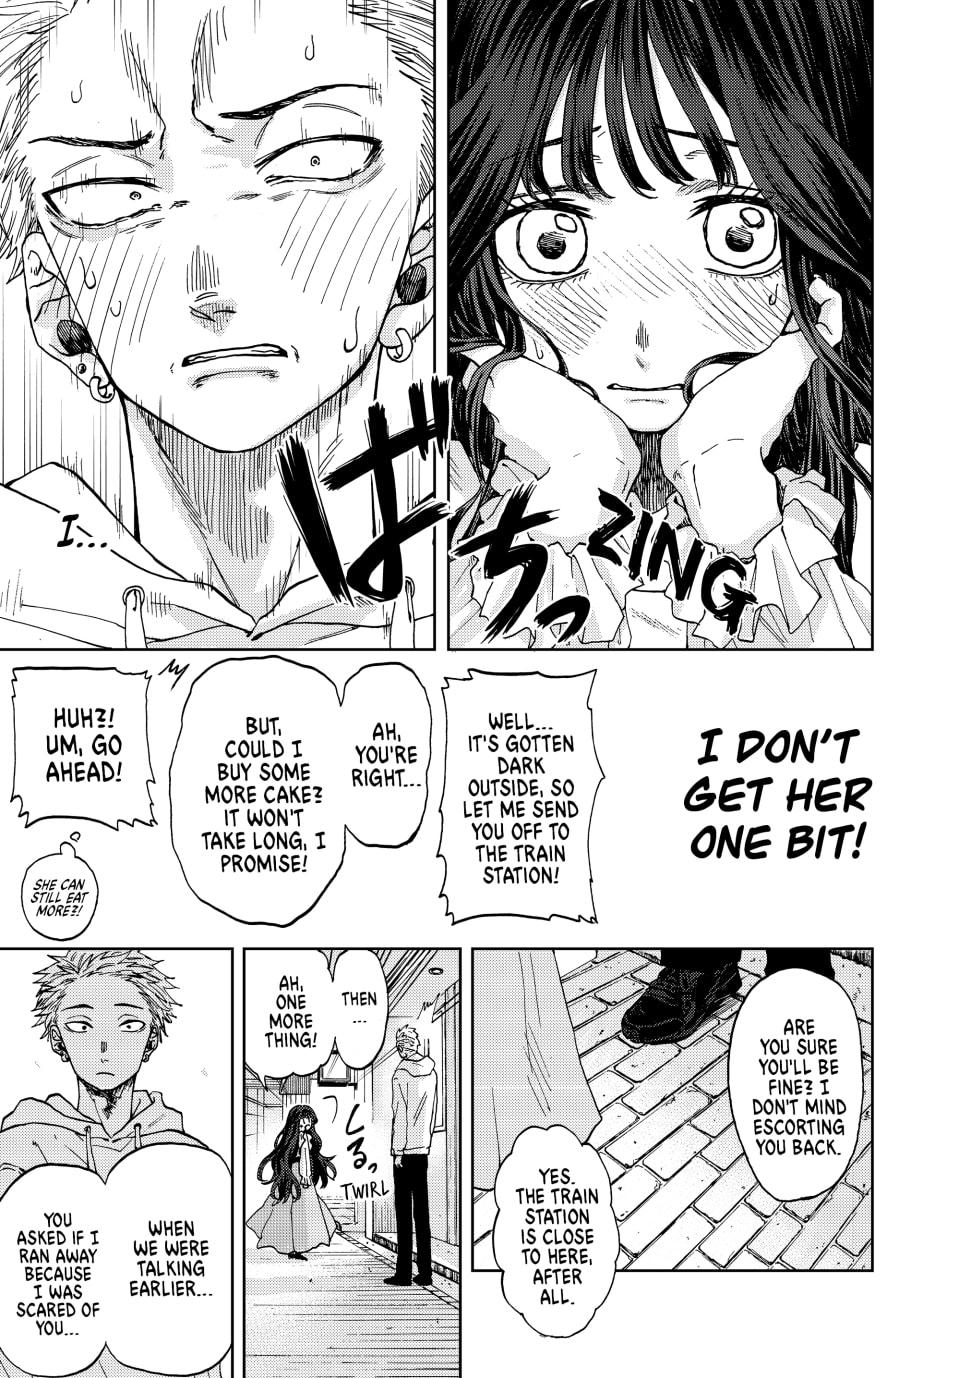 ばちっ
ZING
I...
I DON'T
GET HER
ONE BIT!
WELL...
IT'S GOTTEN
DARK
OUTSIDE, SO
LET ME SEND
YOU OFF TO
THE TRAIN
STATION!
AH,
YOU'RE
RIGHT...
BUT,
COULD I
BUY SOME
MORE CAKE?
IT WON'T
TAKE LONG, I
PROMISE!
HUH?!
UM, GO
AHEAD!
SHE CAN
STILL EAT
MORE?!
ARE
YOU SURE
YOU'LL BE
FINE? I
DON'T MIND
ESCORTING
YOU BACK.
YES.
THE TRAIN
STATION
IS CLOSE
TO HERE,
AFTER
ALL.
THEN
...
AH,
ONE
MORE
THING!
くるっ
TWIRL
WHEN
WE WERE
TALKING
EARLIER...
YOU
ASKED IF I
RAN AWAY
BECAUSE
I WAS
SCARED OF
YOU...